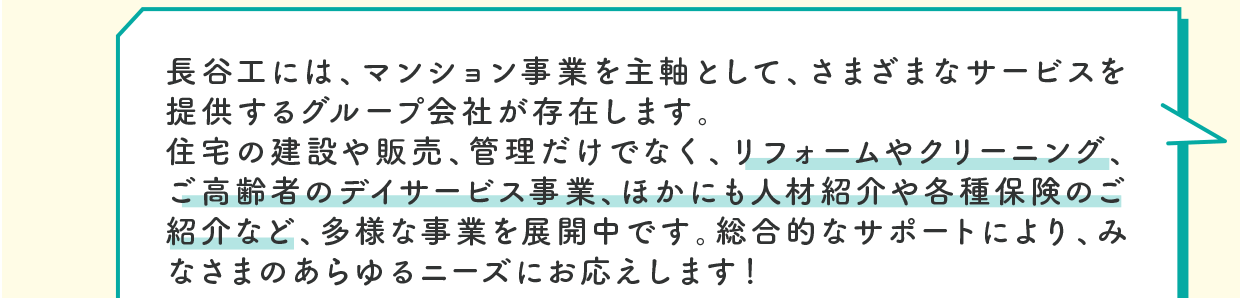 長谷工には、マンション事業を主軸として、さまざまなサービスを
提供するグループ会社が存在します。
住宅の建設や販売、管理だけでなく、リフォームやクリーニング、
ご高齢者のデイサービス事業、ほかにも人材紹介や各種保険のご
紹介など、多様な事業を展開中です。総合的なサポートにより、み
なさまのあらゆるニーズにお応えします!